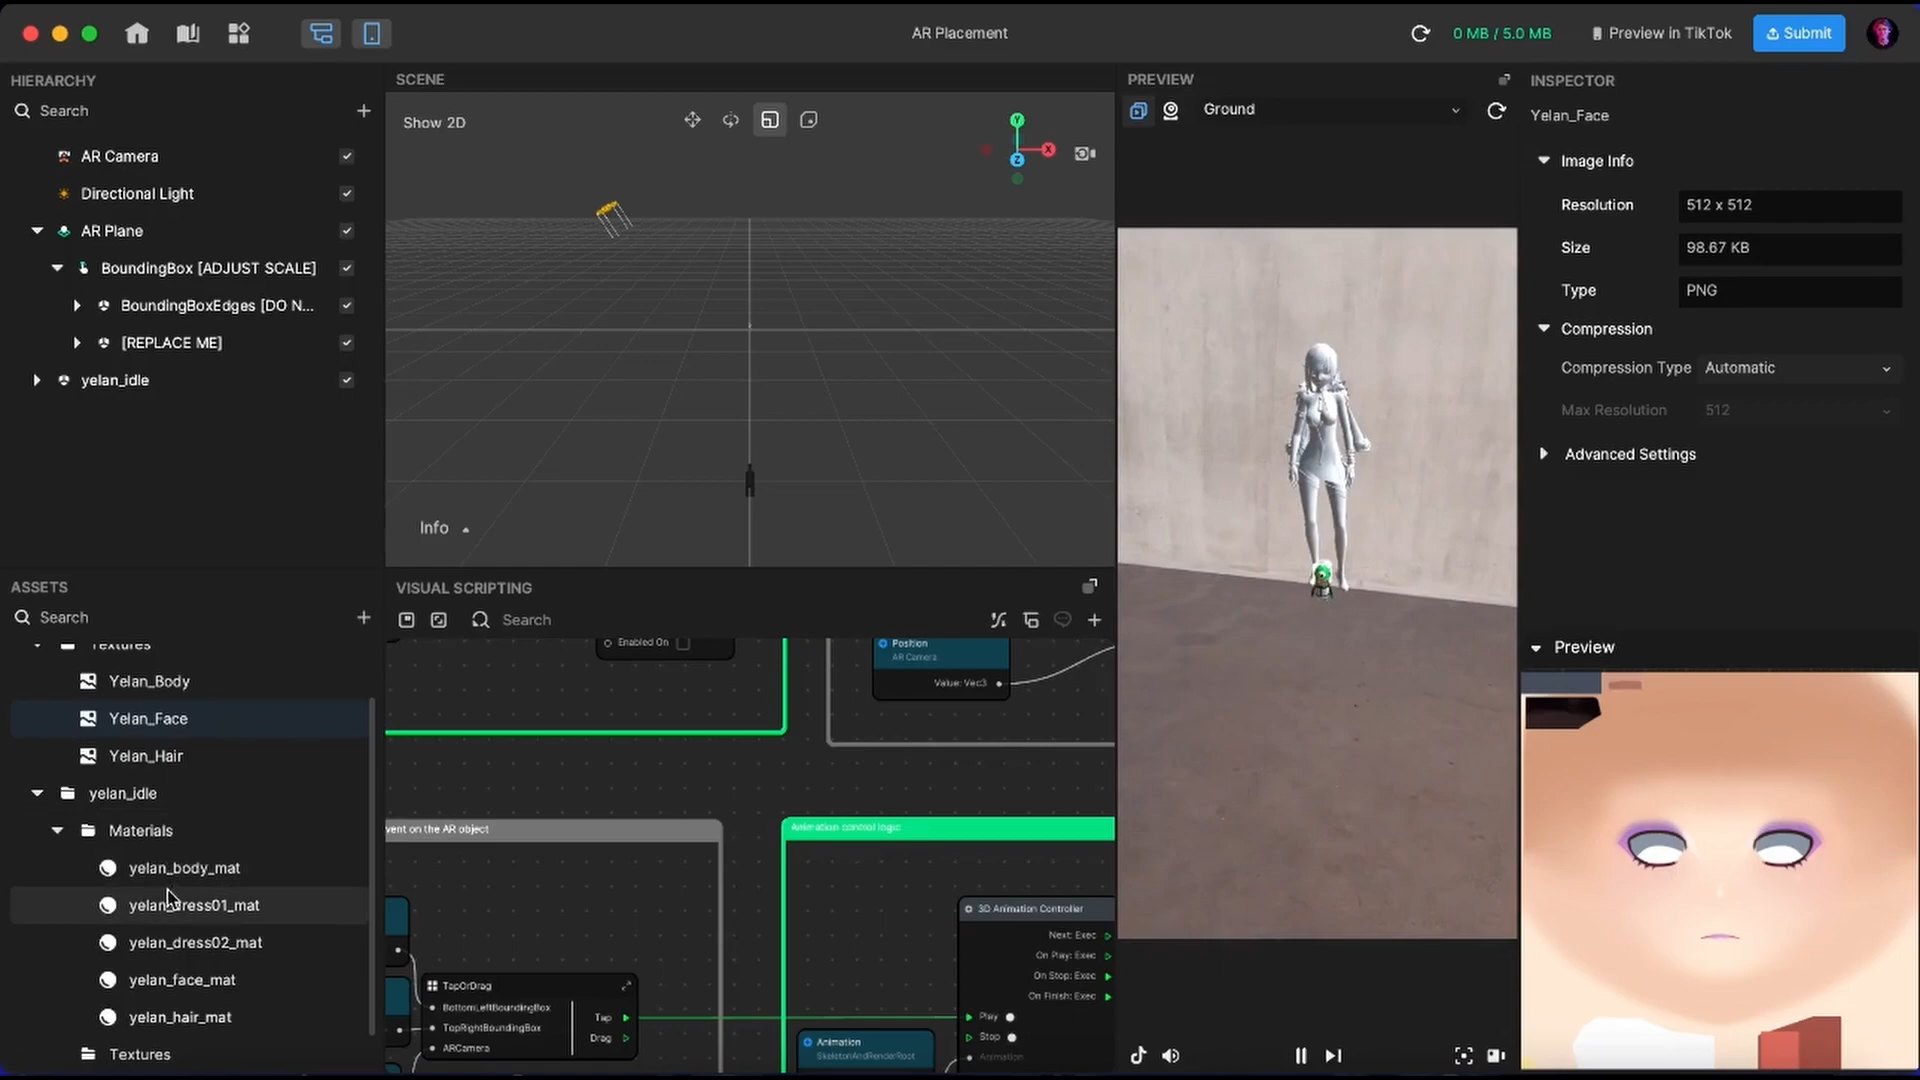 AR Placement
0 MB / 5.0 MB
Preview in TikTok
Submit
HIERARCHY
Search
AR Camera
Directional Light
AR Plane
BoundingBox [ADJUST SCALE]
BoundingBoxEdges [DO N...
[REPLACE ME]
yelan_idle
SCENE
Show 2D
Y
X
Z
Info
PREVIEW
Ground
INSPECTOR
Yelan_Face
Image Info
Resolution 512 x 512
Size 98.67 KB
Type PNG
Compression
Compression Type Automatic
Max Resolution 512
Advanced Settings
Preview
ASSETS
Search
Textures
Yelan_Body
Yelan_Face
Yelan_Hair
yelan_idle
Materials
yelan_body_mat
yelan_dress01_mat
yelan_dress02_mat
yelan_face_mat
yelan_hair_mat
Textures
VISUAL SCRIPTING
Search
Enabled On
Position
AR Camera
Value: Vec3
vent on the AR object
Animation control logic
TapOrDrag
BottomLeftBoundingBox
TopRightBoundingBox
ARCamera
Tap
Drag
3D Animation Controller
Next: Exec
On Play: Exec
On Stop: Exec
On Finish: Exec
Play
Stop
Animation
Animation
SkeletonAndRenderRoot